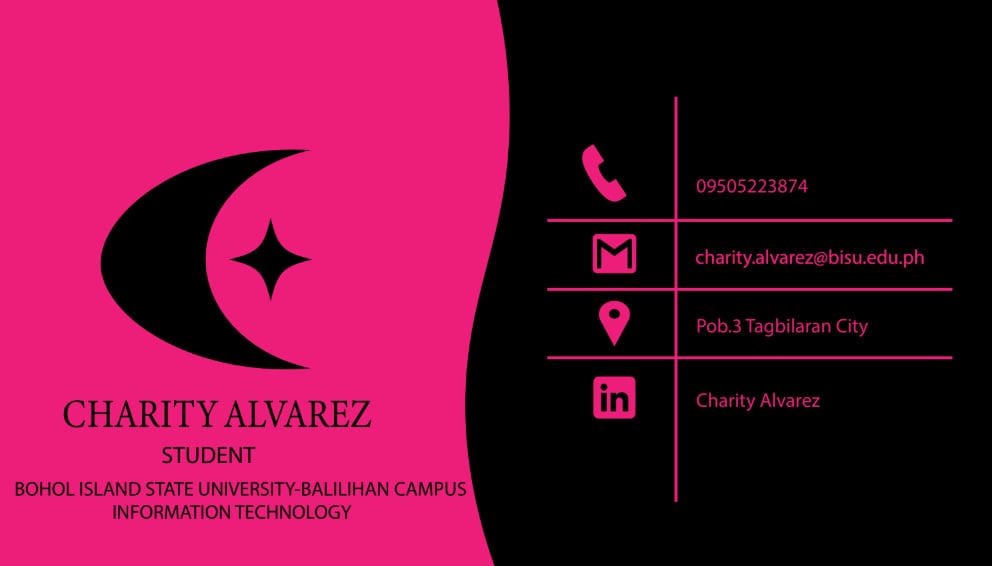 CHARITY ALVAREZ
STUDENT
BOHOL ISLAND STATE UNIVERSITY-BALILIHAN CAMPUS
INFORMATION TECHNOLOGY
09505223874
charity.alvarez@bisu.edu.ph
Pob.3 Tagbilaran City
in
Charity Alvarez